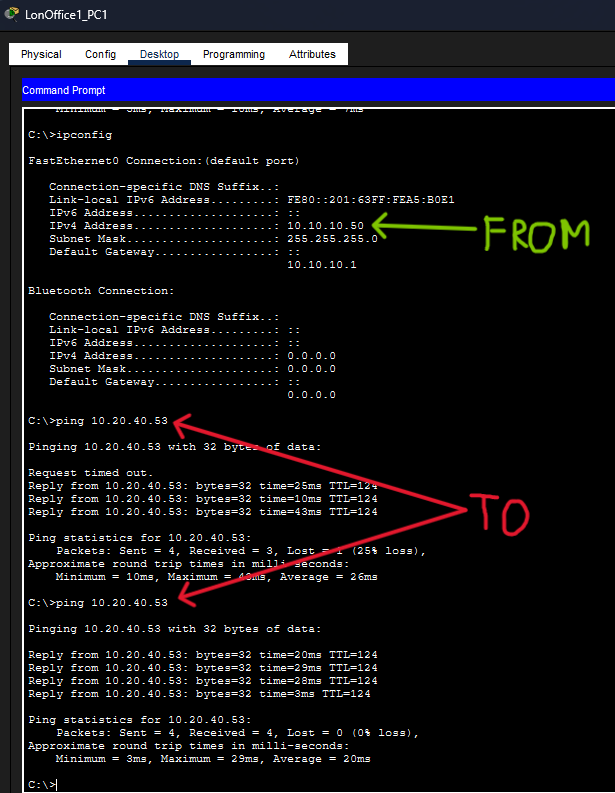 LonOffice1_PC1
Physical Config Desktop Programming Attributes
Command Prompt
Minimum = 3ms, Maximum = 10ms, Average = 7ms
C:\>ipconfig
FastEthernet0 Connection:(default port)
Connection-specific DNS Suffix..:
Link-local IPv6 Address.........: FE80::201:63FF:FEA5:B0E1
IPv6 Address....................: ::
IPv4 Address....................: 10.10.10.50
FROM
Subnet Mask.....................: 255.255.255.0
Default Gateway.................: ::
10.10.10.1
Bluetooth Connection:
Connection-specific DNS Suffix..:
Link-local IPv6 Address.........: ::
IPv6 Address....................: ::
IPv4 Address....................: 0.0.0.0
Subnet Mask.....................: 0.0.0.0
Default Gateway.................: ::
0.0.0.0
C:\>ping 10.20.40.53
Pinging 10.20.40.53 with 32 bytes of data:
Request timed out.
Reply from 10.20.40.53: bytes=32 time=25ms TTL=124
Reply from 10.20.40.53: bytes=32 time=10ms TTL=124
Reply from 10.20.40.53: bytes=32 time=43ms TTL=124
TO
Ping statistics for 10.20.40.53:
Packets: Sent = 4, Received = 3, Lost = 1 (25% loss),
Approximate round trip times in milli-seconds:
Minimum = 10ms, Maximum = 43ms, Average = 26ms
C:\>ping 10.20.40.53
Pinging 10.20.40.53 with 32 bytes of data:
Reply from 10.20.40.53: bytes=32 time=20ms TTL=124
Reply from 10.20.40.53: bytes=32 time=29ms TTL=124
Reply from 10.20.40.53: bytes=32 time=28ms TTL=124
Reply from 10.20.40.53: bytes=32 time=3ms TTL=124
Ping statistics for 10.20.40.53:
Packets: Sent = 4, Received = 4, Lost = 0 (0% loss),
Approximate round trip times in milli-seconds:
Minimum = 3ms, Maximum = 29ms, Average = 20ms
C:\>